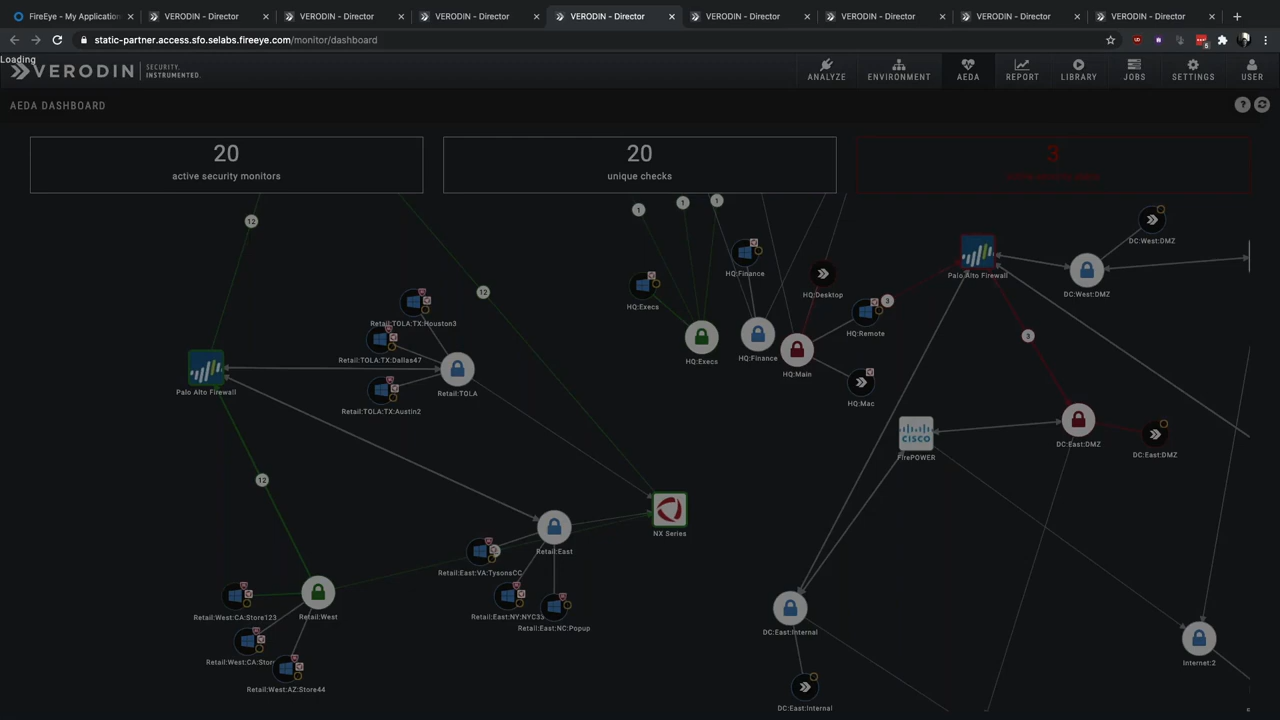 FireEye - My Application
VERODIN - Director
VERODIN - Director
VERODIN - Director
VERODIN - Director
VERODIN - Director
VERODIN - Director
VERODIN - Director
VERODIN - Director
static-partner.access.sfo.selabs.fireeye.com/monitor/dashboard
Loading
VERODIN SECURITY. INSTRUMENTED.
ANALYZE
ENVIRONMENT
AEDA
REPORT
LIBRARY
JOBS
SETTINGS
USER
AEDA DASHBOARD
20
active security monitors
20
unique checks
3
12
1
1
1
DC:West:DMZ
HQ:Finance
Palo Alto Firewall
12
HQ:Execs
HQ:Desktop
DC:West:DMZ
3
Retail:TOLA:TX:Houston3
HQ:Remote
3
Retail:TOLA:TX:Dallas47
HQ:Execs
HQ:Finance
HQ:Main
Palo Alto Firewall
Retail:TOLA
HQ:Mac
Retail:TOLA:TX:Austin2
DC:East:DMZ
DC:East:DMZ
FirePOWER
12
NX Series
Retail:East
Retail:East:VA:TysonsCC
Retail:West:CA:Store123
Retail:West
Retail:East:NY:NYC33
Retail:East:NC:Popup
DC:East:Internal
Retail:West:CA:Stor
Internet:2
Retail:West:AZ:Store44
DC:East:Internal